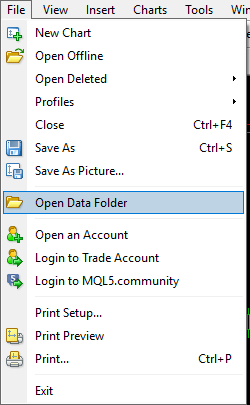 File View Insert Charts Tools
New Chart
Open Offline
Open Deleted
Profiles
Close Ctrl+F4
Save As Ctrl+S
Save As Picture...
Open Data Folder
Open an Account
Login to Trade Account
Login to MQL5.community
Print Setup...
Print Preview
Print... Ctrl+P
Exit